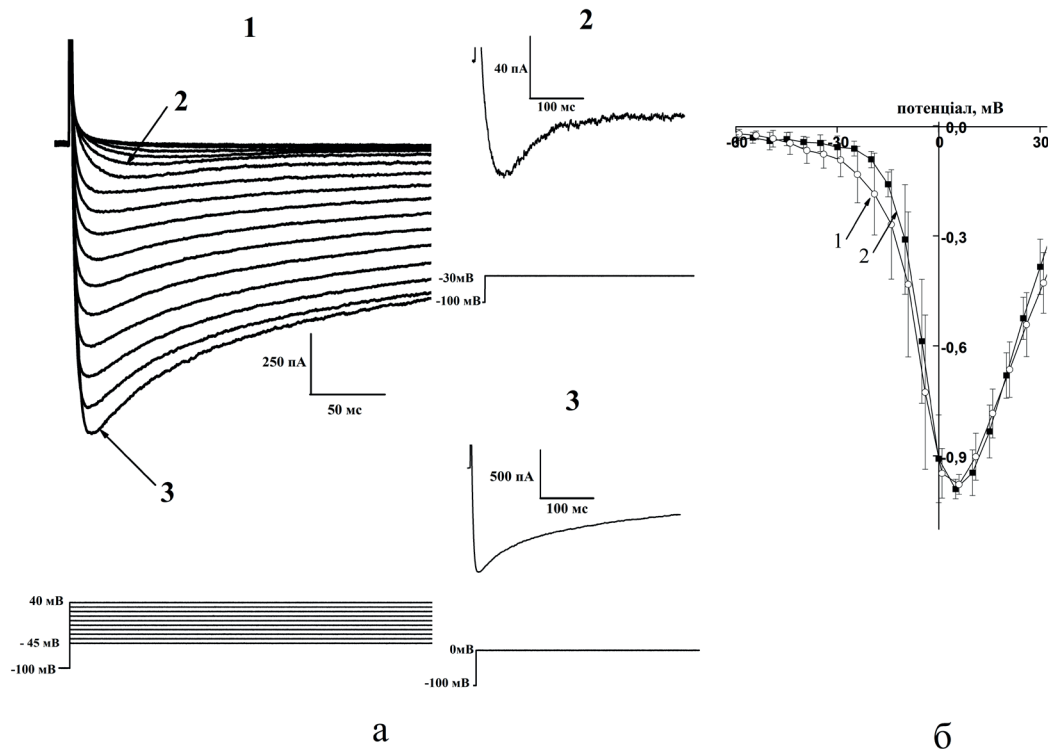 1
2
3
250 пА
50 мс
40 мВ
- 45 мВ
-100 мВ
2
40 пА
100 мс
-30мВ
-100 мВ
3
500 пА
100 мс
0мВ
-100 мВ
а
потенціал, мВ
-60 -30 0 30
0,0
-0,3
-0,6
-0,9
1
2
б